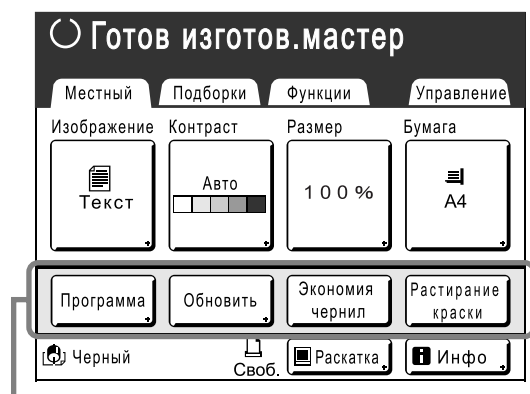 Готов изготов.мастер
Местный Подборки Функции Управление
Изображение Контраст Размер Бумага
Текст Авто 100% A4
Программа Обновить Экономия чернил Растирание краски
Черный Своб. Раскатка Инфо